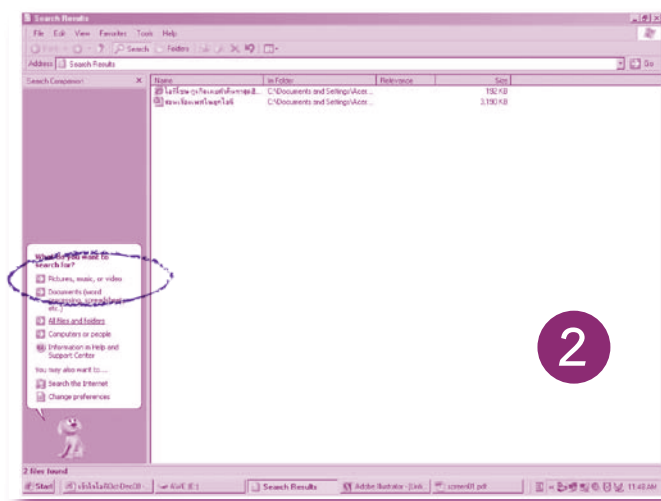 Search Results
File Edit View Favorites Tools Help
Search Folders
Address Search Results Go
Search Companion
Name In Folder Relevance Size
C:\Documents and Settings\Acer... 192 KB
C:\Documents and Settings\Acer... 3,190 KB
What do you want to
search for?
Pictures, music, or video
Documents (word
processing, spreadsheet,
etc.)
All files and folders
Computers or people
Information in Help and
Support Center
You may also want to...
Search the Internet
Change preferences
2
2 files found
Start Search Results Adobe Illustrator - [Unti... screen01.pdf 11:48 AM